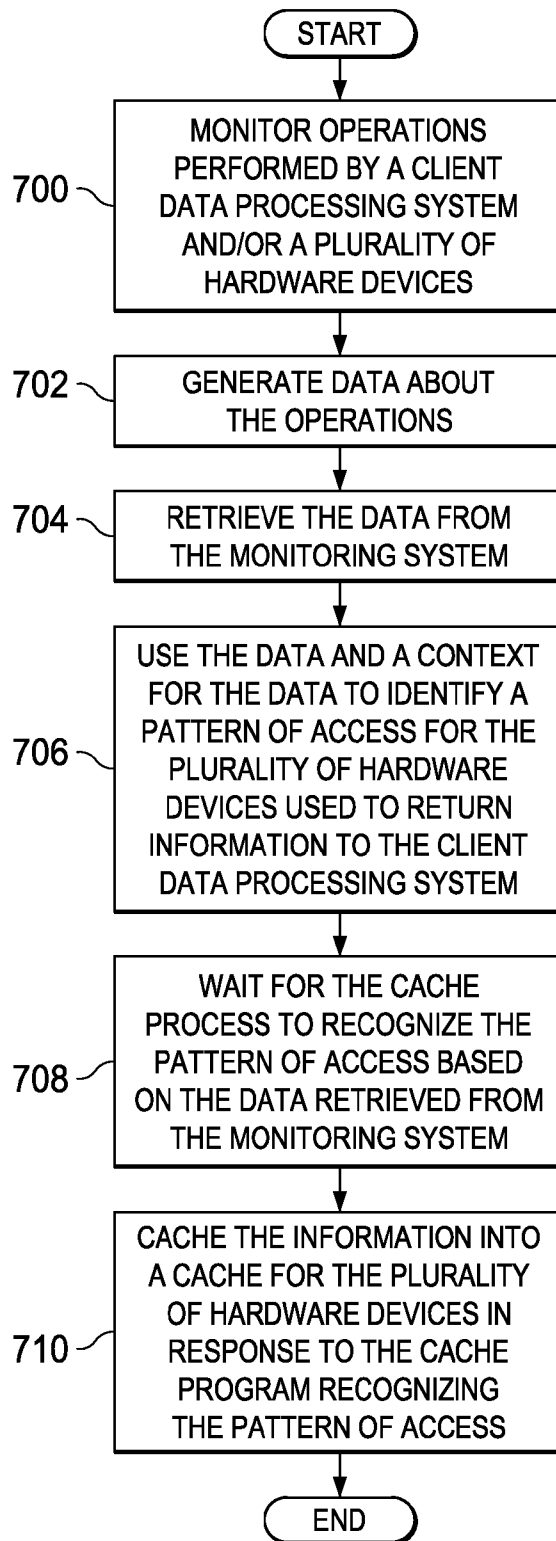 START
700
MONITOR OPERATIONS
PERFORMED BY A CLIENT
DATA PROCESSING SYSTEM
AND/OR A PLURALITY OF
HARDWARE DEVICES
702
GENERATE DATA ABOUT
THE OPERATIONS
704
RETRIEVE THE DATA FROM
THE MONITORING SYSTEM
706
USE THE DATA AND A CONTEXT
FOR THE DATA TO IDENTIFY A
PATTERN OF ACCESS FOR THE
PLURALITY OF HARDWARE
DEVICES USED TO RETURN
INFORMATION TO THE CLIENT
DATA PROCESSING SYSTEM
708
WAIT FOR THE CACHE
PROCESS TO RECOGNIZE THE
PATTERN OF ACCESS BASED
ON THE DATA RETRIEVED FROM
THE MONITORING SYSTEM
710
CACHE THE INFORMATION INTO
A CACHE FOR THE PLURALITY
OF HARDWARE DEVICES IN
RESPONSE TO THE CACHE
PROGRAM RECOGNIZING
THE PATTERN OF ACCESS
END